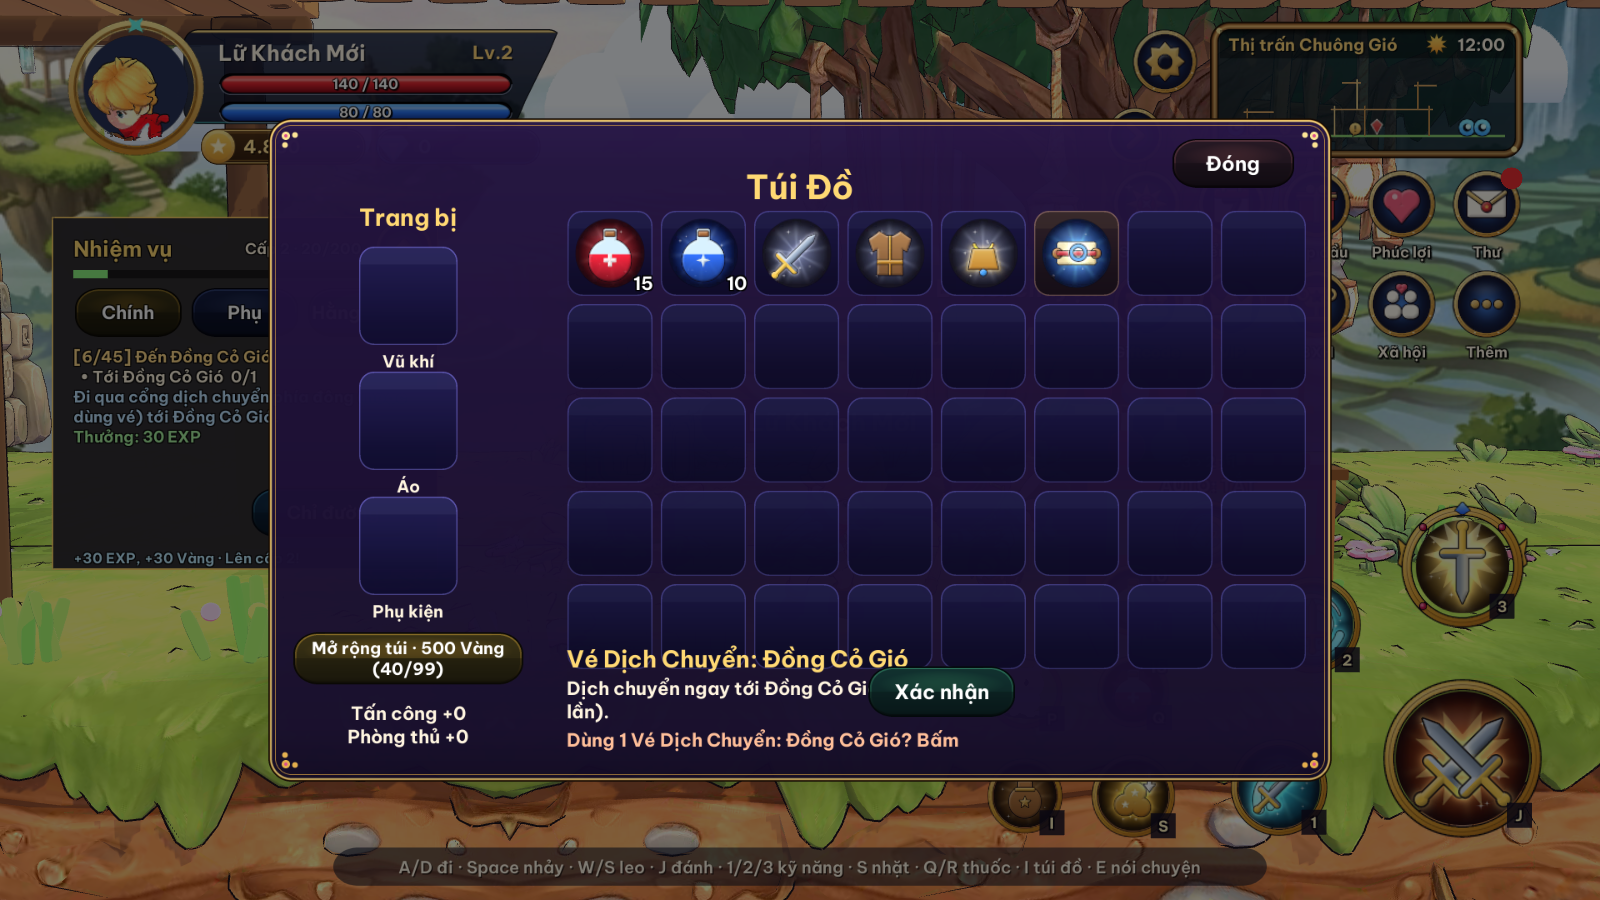 Lữ Khách Mới
Lv.2
140 / 140
80 / 80
4.8
Thị trấn Chuông Gió
12:00
Phúc lợi
Thư
Xã hội
Thêm
Nhiệm vụ
Cấp
Chính
Phụ
[6/45] Đến Đồng Cỏ Gió
• Tới Đồng Cỏ Gió 0/1
Đi qua cổng dịch chuyển
dùng vé) tới Đồng Cỏ Gió
Thưởng: 30 EXP
+30 EXP, +30 Vàng · Lên
Túi Đồ
Đóng
Trang bị
Vũ khí
Áo
Phụ kiện
Mở rộng túi · 500 Vàng
(40/99)
Tấn công +0
Phòng thủ +0
15
10
Vé Dịch Chuyển: Đồng Cỏ Gió
Dịch chuyển ngay tới Đồng Cỏ Gi
lần).
Xác nhận
Dùng 1 Vé Dịch Chuyển: Đồng Cỏ Gió? Bấm
3
2
J
I
S
1
A/D đi · Space nhảy · W/S leo · J đánh · 1/2/3 kỹ năng · S nhặt · Q/R thuốc · I túi đồ · E nói chuyện